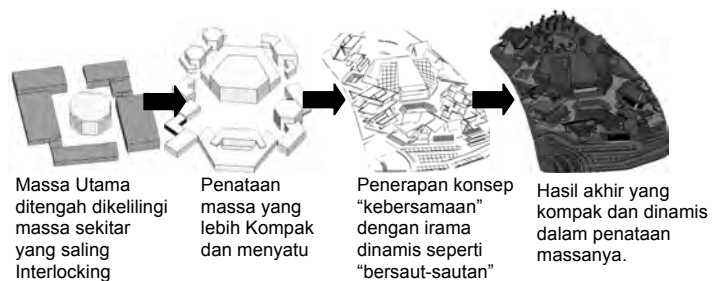 Massa Utama
ditengah dikelilingi
massa sekitar
yang saling
Interlocking
Penataan
massa yang
lebih Kompak
dan menyatu
Penerapan konsep
“kebersamaan”
dengan irama
dinamis seperti
“bersaut-sautan”
Hasil akhir yang
kompak dan dinamis
dalam penataan
massanya.